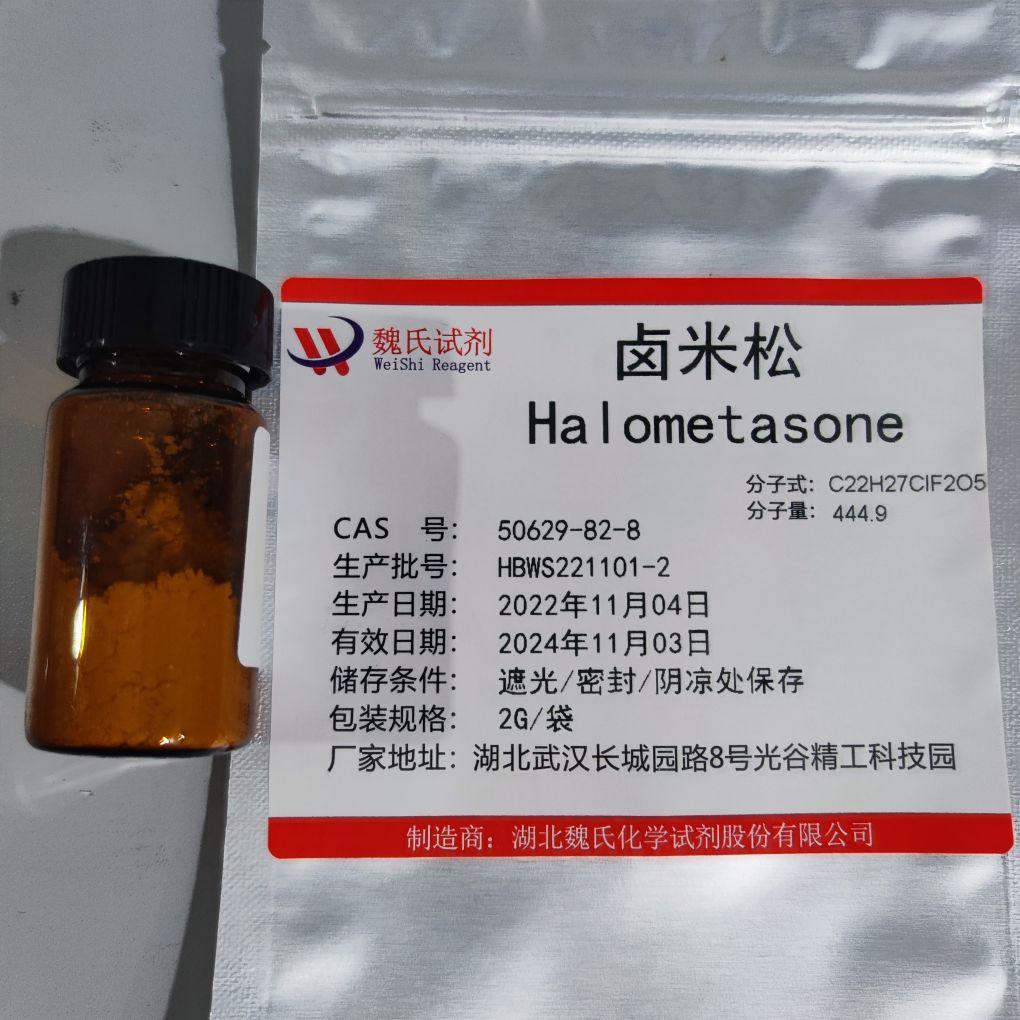 魏氏试剂
WeiShi Reagent
卤米松
Halometasone
分子式：C22H27ClF2O5
分子量：444.9
CAS 号：50629-82-8
生产批号：HBWS221101-2
生产日期：2022年11月04日
有效日期：2024年11月03日
储存条件：遮光/密封/阴凉处保存
包装规格：2G/袋
厂家地址：湖北武汉长城园路8号光谷精工科技园
制造商：湖北魏氏化学试剂股份有限公司